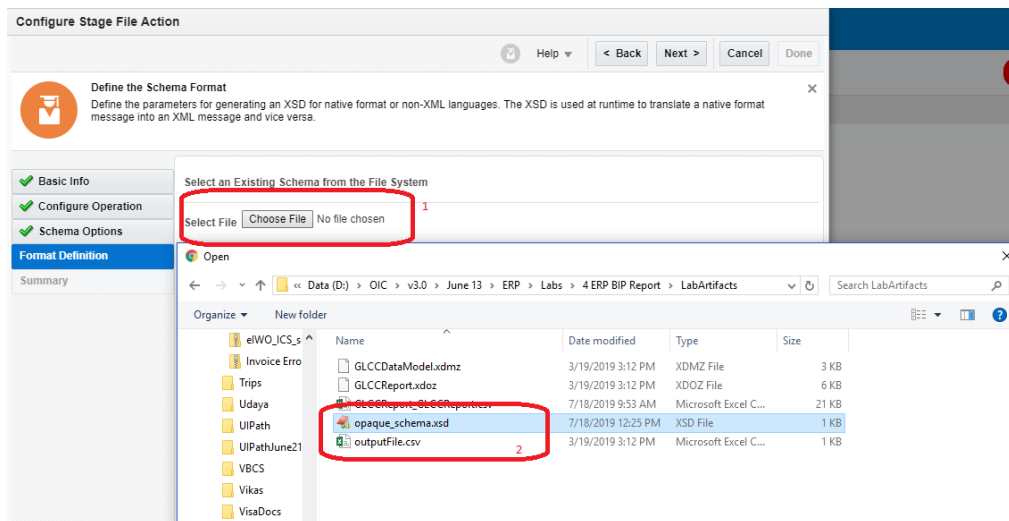 Configure Stage File Action
Help
< Back
Next >
Cancel
Done
Define the Schema Format
Define the parameters for generating an XSD for native format or non-XML languages. The XSD is used at runtime to translate a native format
message into an XML message and vice versa.
Basic Info
Configure Operation
Schema Options
Format Definition
Summary
Select an Existing Schema from the File System
Select File Choose File No file chosen
1
Open
« Data (D:) > OIC > v3.0 > June 13 > ERP > Labs > 4 ERP BIP Report > LabArtifacts
Search LabArtifacts
Organize New folder
eIWO_ICS_s
Invoice Erro
Trips
Udaya
UIPath
UIPathJune21
VBCS
Vikas
VisaDocs
Name Date modified Type Size
GLCCDataModel.xdmz 3/19/2019 3:12 PM XDMZ File 3 KB
GLCCReport.xdoz 3/19/2019 3:12 PM XDOZ File 6 KB
GLCCReport_GLCCReport.csv 7/18/2019 9:53 AM Microsoft Excel C... 21 KB
opaque_schema.xsd 7/18/2019 12:25 PM XSD File 1 KB
outputFile.csv 3/19/2019 3:12 PM Microsoft Excel C... 1 KB
2